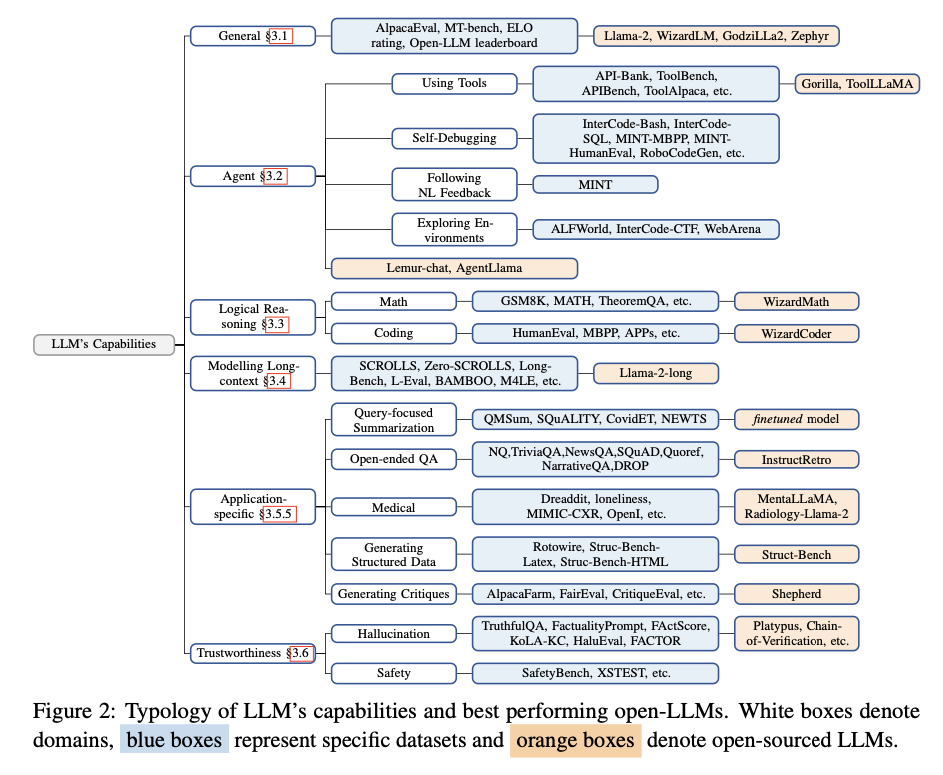 General §3.1
AlpacaEval, MT-bench, ELO
rating, Open-LLM leaderboard
Llama-2, WizardLM, GodziLLa2, Zephyr
Using Tools
API-Bank, ToolBench,
APIBench, ToolAlpaca, etc.
Gorilla, ToolLLaMA
Self-Debugging
InterCode-Bash, InterCode-
SQL, MINT-MBPP, MINT-
HumanEval, RoboCodeGen, etc.
Agent §3.2
Following
NL Feedback
MINT
Exploring En-
vironments
ALFWorld, InterCode-CTF, WebArena
Lemur-chat, AgentLlama
Logical Rea-
soning §3.3
Math
GSM8K, MATH, TheoremQA, etc.
WizardMath
Coding
HumanEval, MBPP, APPs, etc.
WizardCoder
LLM's Capabilities
Modelling Long-
context §3.4
SCROLLS, Zero-SCROLLS, Long-
Bench, L-Eval, BAMBOO, M4LE, etc.
Llama-2-long
Query-focused
Summarization
QMSum, SQuALITY, CovidET, NEWTS
finetuned model
Open-ended QA
NQ,TriviaQA,NewsQA,SQuAD,Quoref,
NarrativeQA,DROP
InstructRetro
Application-
specific §3.5.5
Medical
Dreaddit, loneliness,
MIMIC-CXR, OpenI, etc.
MentaLLaMA,
Radiology-Llama-2
Generating
Structured Data
Rotowire, Struc-Bench-
Latex, Struc-Bench-HTML
Struct-Bench
Generating Critiques
AlpacaFarm, FairEval, CritiqueEval, etc.
Shepherd
Trustworthiness §3.6
Hallucination
TruthfulQA, FactualityPrompt, FActScore,
KoLA-KC, HaluEval, FACTOR
Platypus, Chain-
of-Verification, etc.
Safety
SafetyBench, XSTEST, etc.
Figure 2: Typology of LLM's capabilities and best performing open-LLMs. White boxes denote
domains, blue boxes represent specific datasets and orange boxes denote open-sourced LLMs.